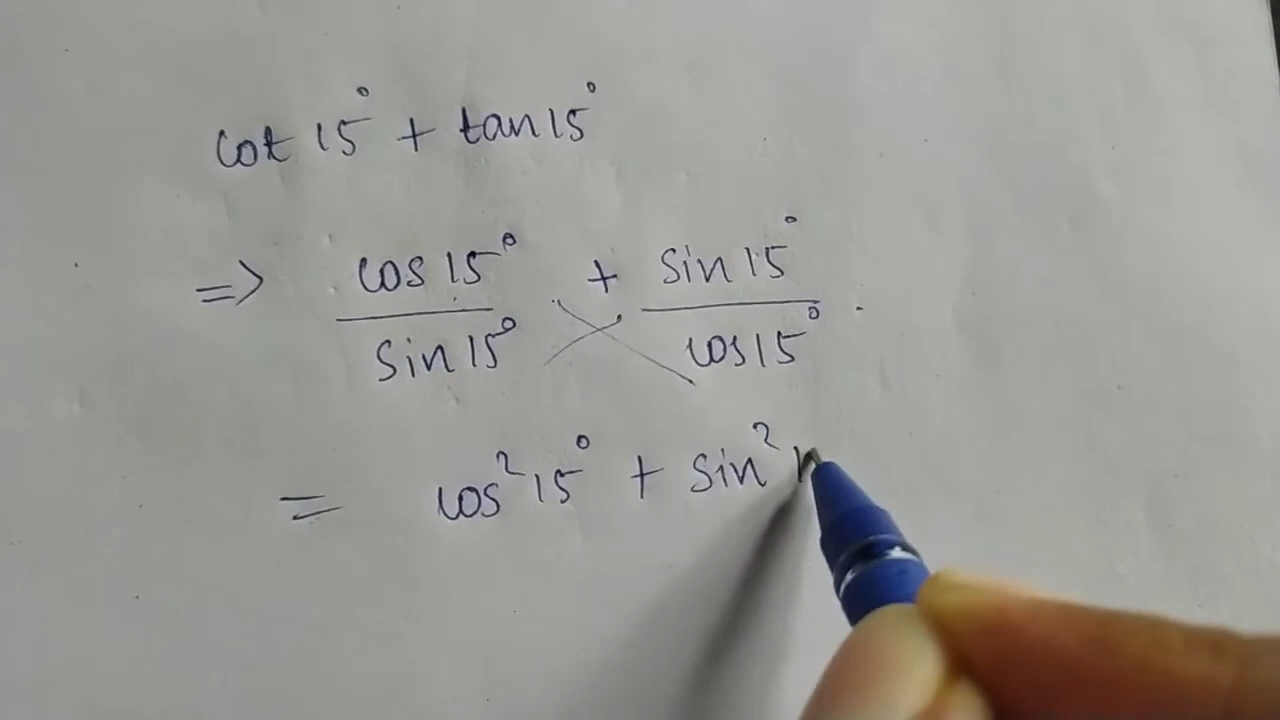 cot 15° + tan 15°
=> cos 15° / sin 15° + sin 15° / cos 15°
= cos² 15° + sin²